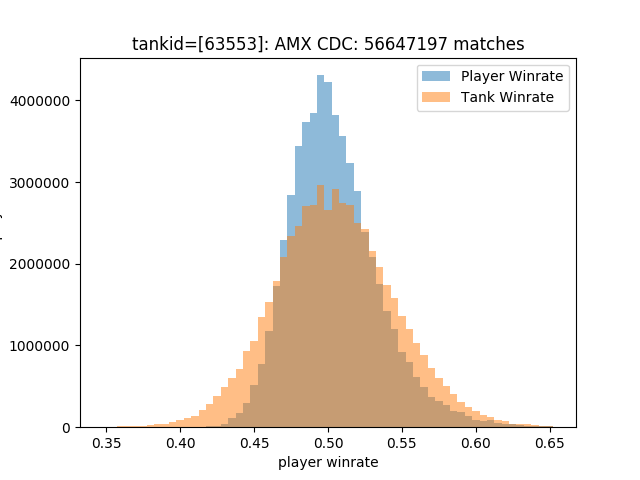 tankid=[63553]: AMX CDC: 56647197 matches
Player Winrate
Tank Winrate
4000000
3000000
2000000
1000000
0
0.35 0.40 0.45 0.50 0.55 0.60 0.65
player winrate